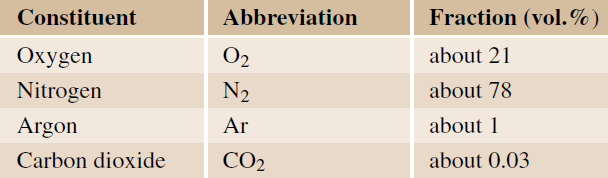 Constituent Abbreviation Fraction (vol.%)
Oxygen O₂ about 21
Nitrogen N₂ about 78
Argon Ar about 1
Carbon dioxide CO₂ about 0.03